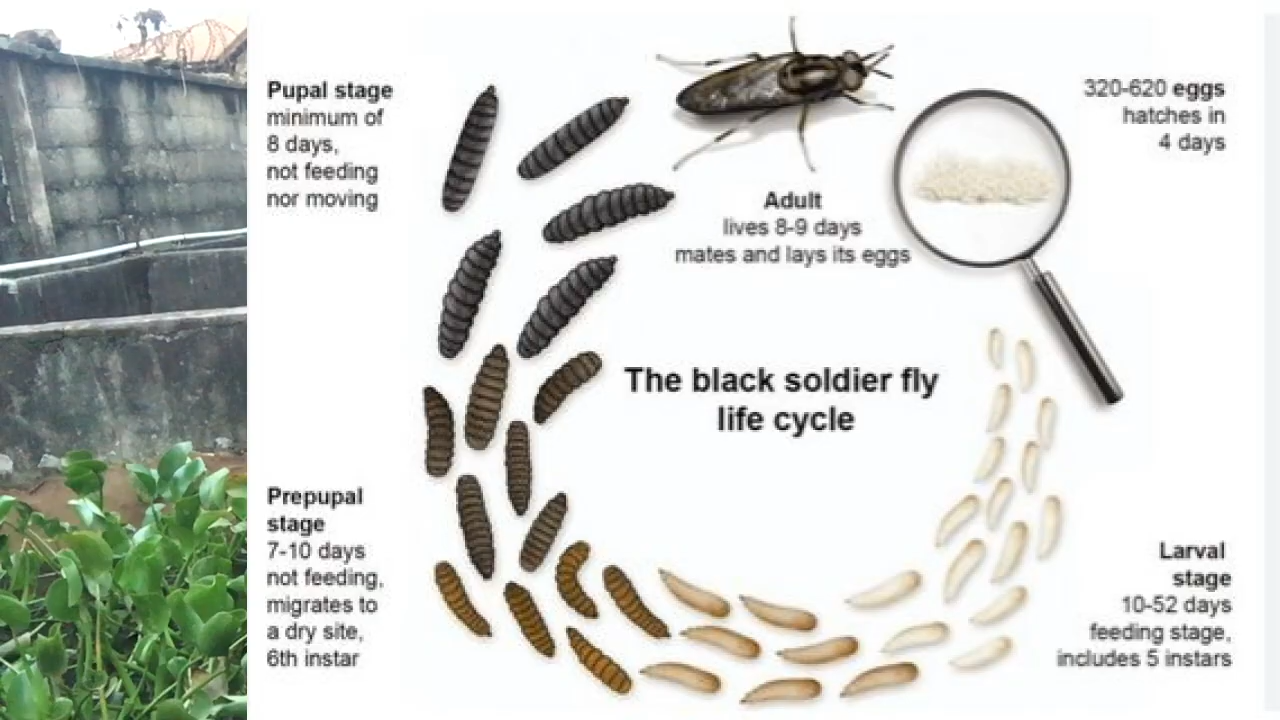 Pupal stage
minimum of
8 days,
not feeding
nor moving
320-620 eggs
hatches in
4 days
Adult
lives 8-9 days
mates and lays its eggs
The black soldier fly
life cycle
Prepupal
stage
7-10 days
not feeding,
migrates to
a dry site,
6th instar
Larval
stage
10-52 days
feeding stage,
includes 5 instars